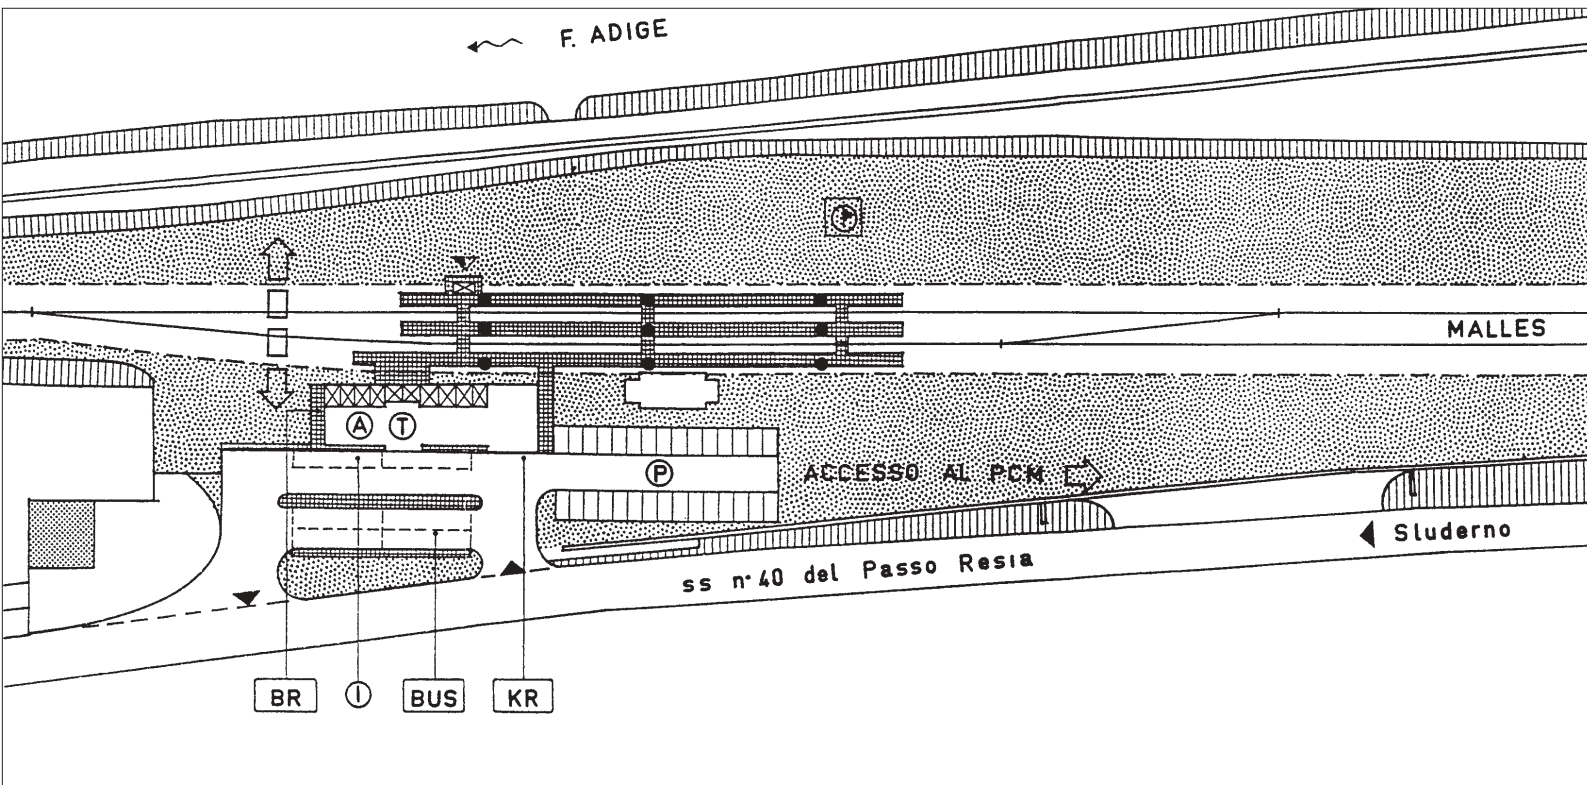 F. ADIGE
MALLES
A T
P
ACCESSO AL PCM
Sluderno
ss n° 40 del Passo Resia
BR I BUS KR